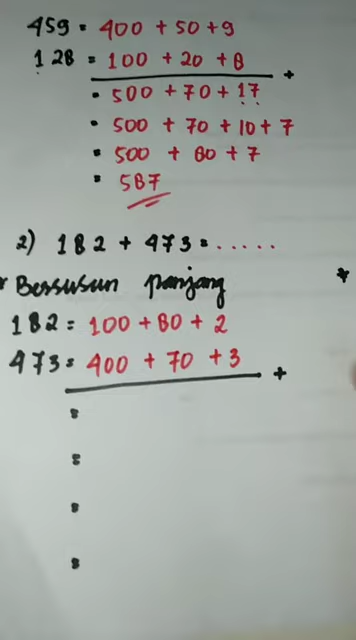 459 = 400 + 50 + 9
128 = 100 + 20 + 8
+
= 500 + 70 + 17
= 500 + 70 + 10 + 7
= 500 + 80 + 7
= 587
2) 182 + 473 = .....
* Bersusun panjang *
182 = 100 + 80 + 2
473 = 400 + 70 + 3
+
=
=
=
=